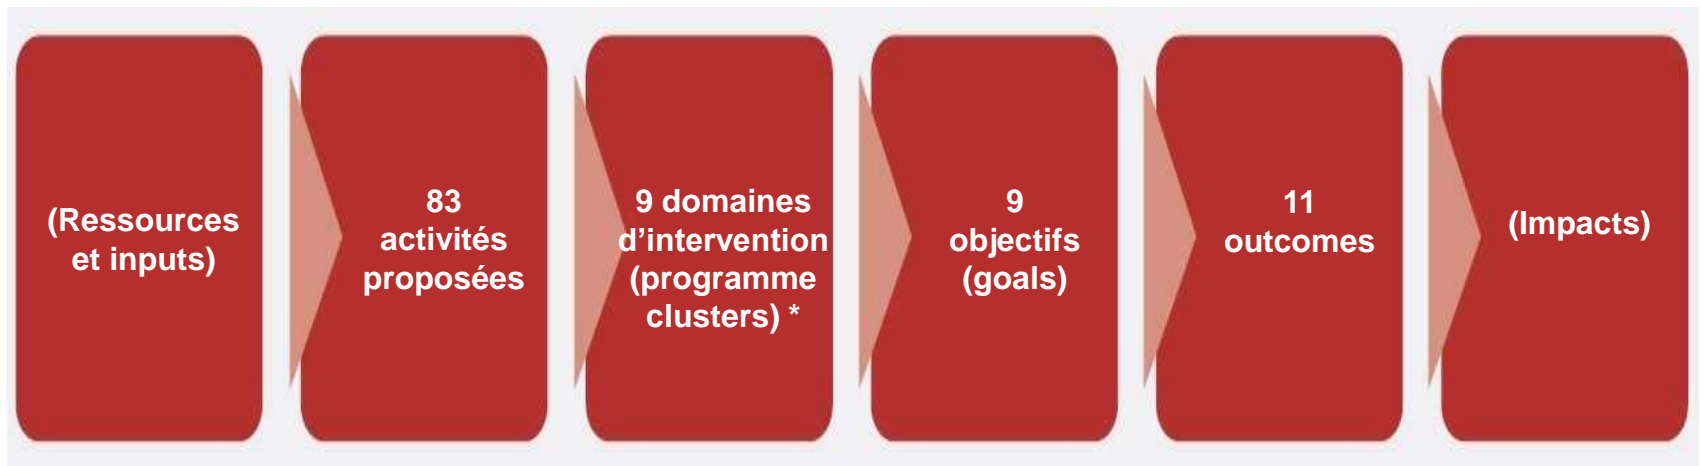 (Ressources
et inputs)
83
activités
proposées
9 domaines
d’intervention
(programme
clusters) *
9
objectifs
(goals)
11
outcomes
(Impacts)